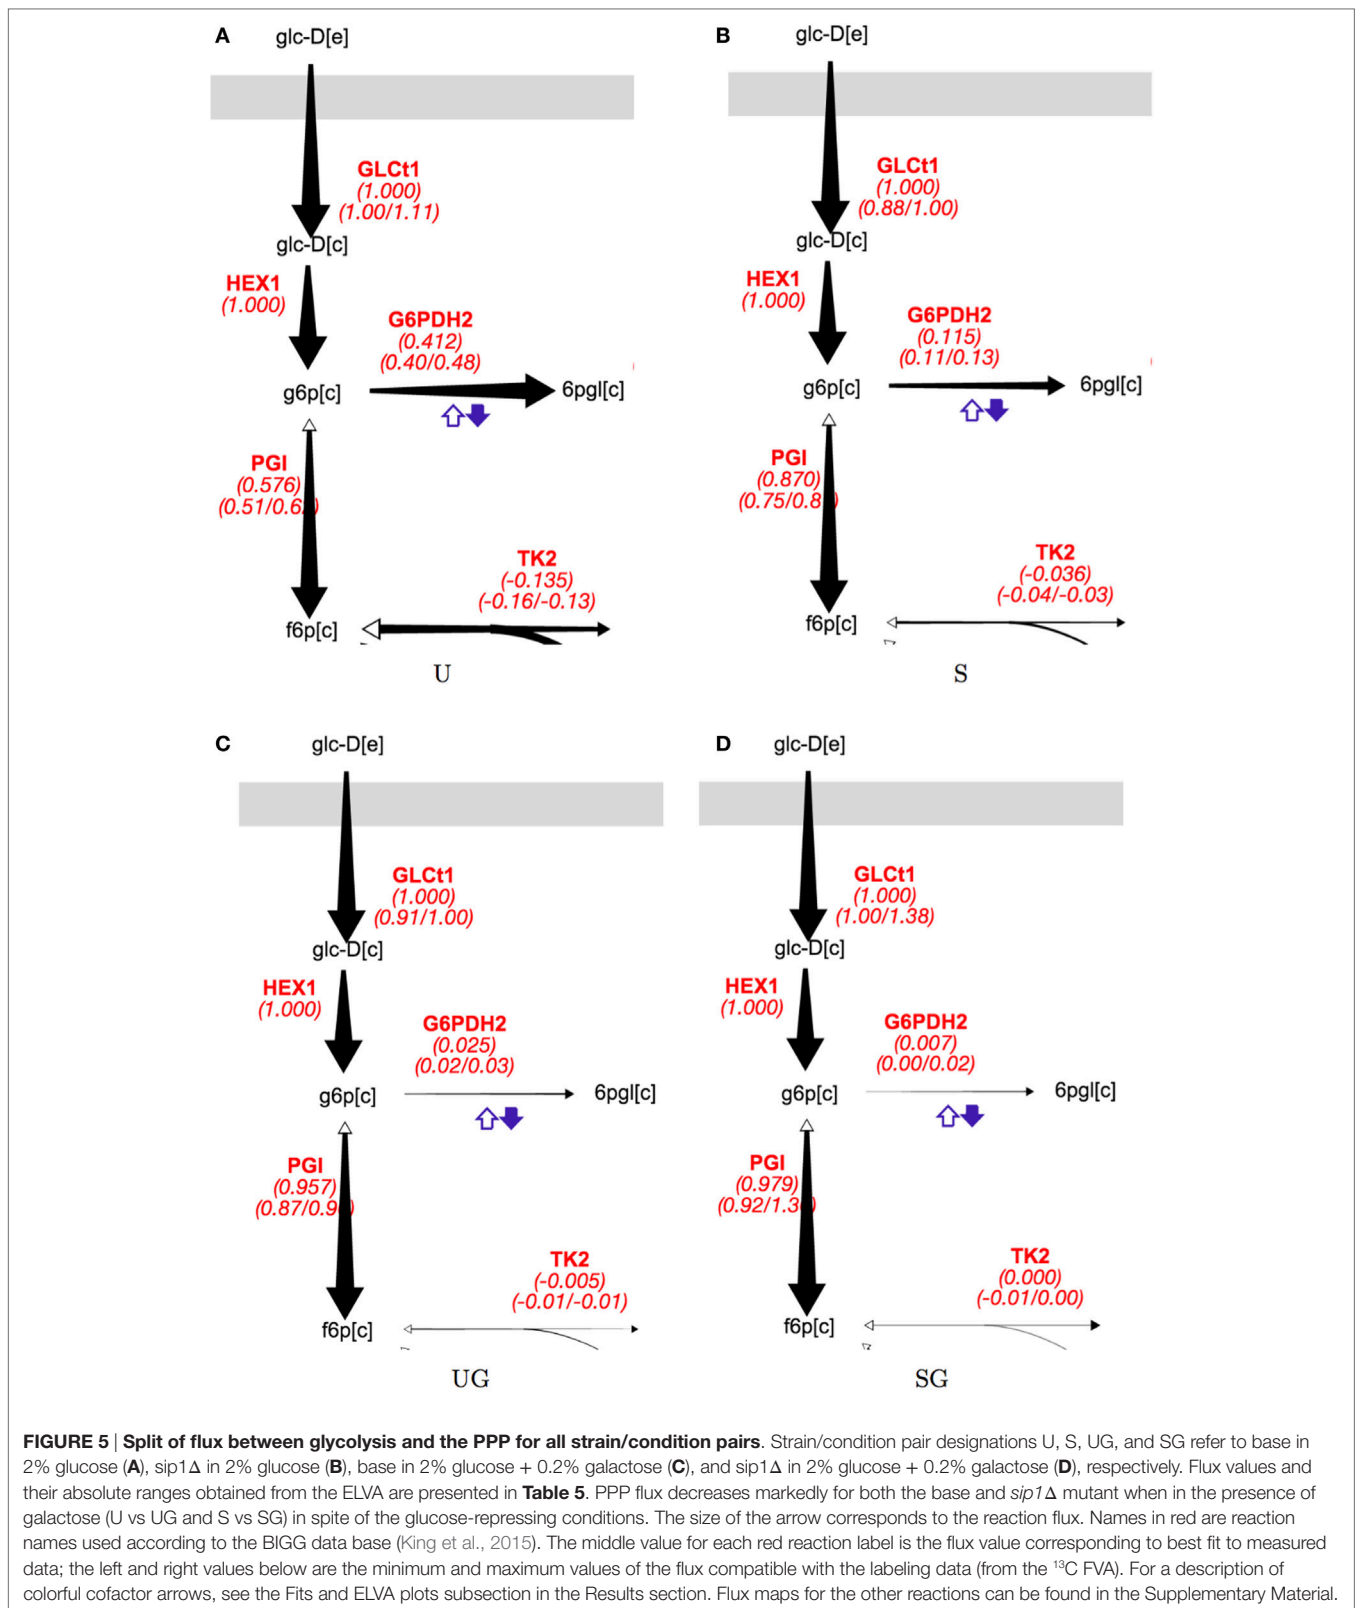 A
glc-D[e]
GLCt1
(1.000)
(1.00/1.11)
glc-D[c]
HEX1
(1.000)
G6PDH2
(0.412)
(0.40/0.48)
g6p[c]
6pgl[c]
PGI
(0.576)
(0.51/0.6
TK2
(-0.135)
(-0.16/-0.13)
f6p[c]
U
B
glc-D[e]
GLCt1
(1.000)
(0.88/1.00)
glc-D[c]
HEX1
(1.000)
G6PDH2
(0.115)
(0.11/0.13)
g6p[c]
6pgl[c]
PGI
(0.870)
(0.75/0.8
TK2
(-0.036)
(-0.04/-0.03)
f6p[c]
S
C
glc-D[e]
GLCt1
(1.000)
(0.91/1.00)
glc-D[c]
HEX1
(1.000)
G6PDH2
(0.025)
(0.02/0.03)
g6p[c]
6pgl[c]
PGI
(0.957)
(0.87/0.9
TK2
(-0.005)
(-0.01/-0.01)
f6p[c]
UG
D
glc-D[e]
GLCt1
(1.000)
(1.00/1.38)
glc-D[c]
HEX1
(1.000)
G6PDH2
(0.007)
(0.00/0.02)
g6p[c]
6pgl[c]
PGI
(0.979)
(0.92/1.3
TK2
(0.000)
(-0.01/0.00)
f6p[c]
SG
FIGURE 5 | Split of flux between glycolysis and the PPP for all strain/condition pairs. Strain/condition pair designations U, S, UG, and SG refer to base in
2% glucose (A), sip1Δ in 2% glucose (B), base in 2% glucose + 0.2% galactose (C), and sip1Δ in 2% glucose + 0.2% galactose (D), respectively. Flux values and
their absolute ranges obtained from the ELVA are presented in Table 5. PPP flux decreases markedly for both the base and sip1Δ mutant when in the presence of
galactose (U vs UG and S vs SG) in spite of the glucose-repressing conditions. The size of the arrow corresponds to the reaction flux. Names in red are reaction
names used according to the BIGG data base (King et al., 2015). The middle value for each red reaction label is the flux value corresponding to best fit to measured
data; the left and right values below are the minimum and maximum values of the flux compatible with the labeling data (from the ¹³C FVA). For a description of
colorful cofactor arrows, see the Fits and ELVA plots subsection in the Results section. Flux maps for the other reactions can be found in the Supplementary Material.